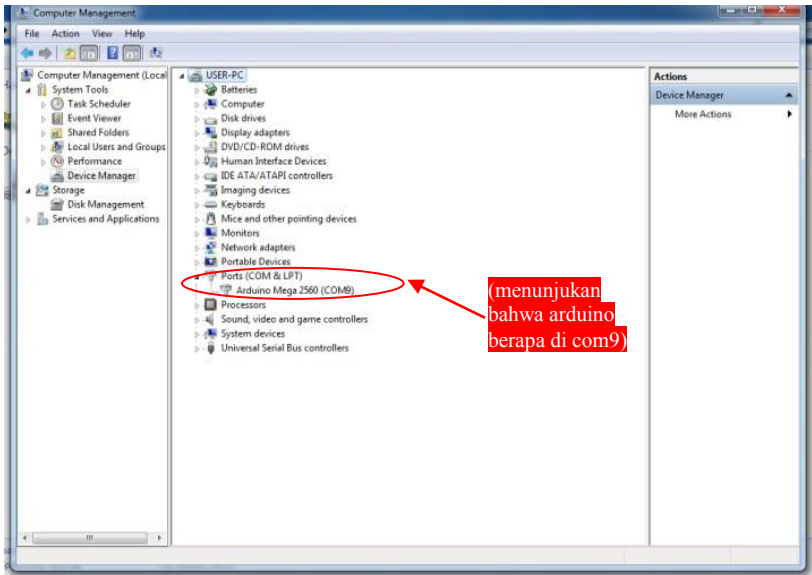 Computer Management
File Action View Help
Computer Management (Local
System Tools
Task Scheduler
Event Viewer
Shared Folders
Local Users and Groups
Performance
Device Manager
Storage
Disk Management
Services and Applications
USER-PC
Batteries
Computer
Disk drives
Display adapters
DVD/CD-ROM drives
Human Interface Devices
IDE ATA/ATAPI controllers
Imaging devices
Keyboards
Mice and other pointing devices
Monitors
Network adapters
Portable Devices
Ports (COM & LPT)
Arduino Mega 2560 (COM9)
Processors
Sound, video and game controllers
System devices
Universal Serial Bus controllers
Actions
Device Manager
More Actions
(menunjukan
bahwa arduino
berapa di com9)